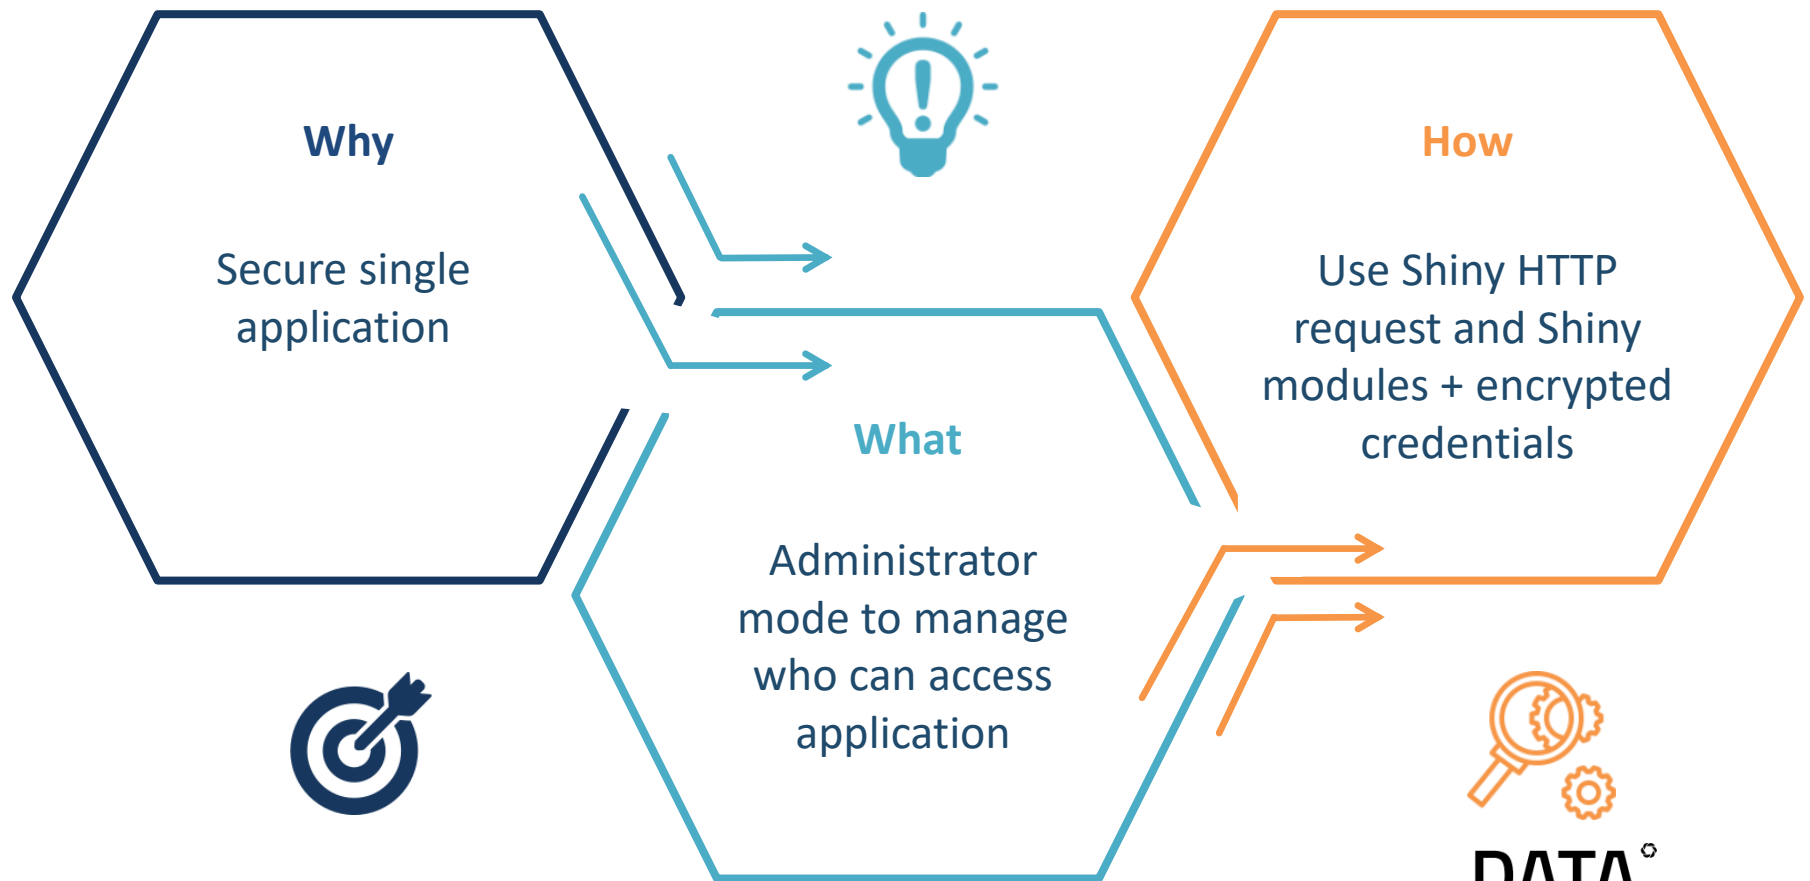 Why
Secure single
application
What
Administrator
mode to manage
who can access
application
How
Use Shiny HTTP
request and Shiny
modules + encrypted
credentials
DATA